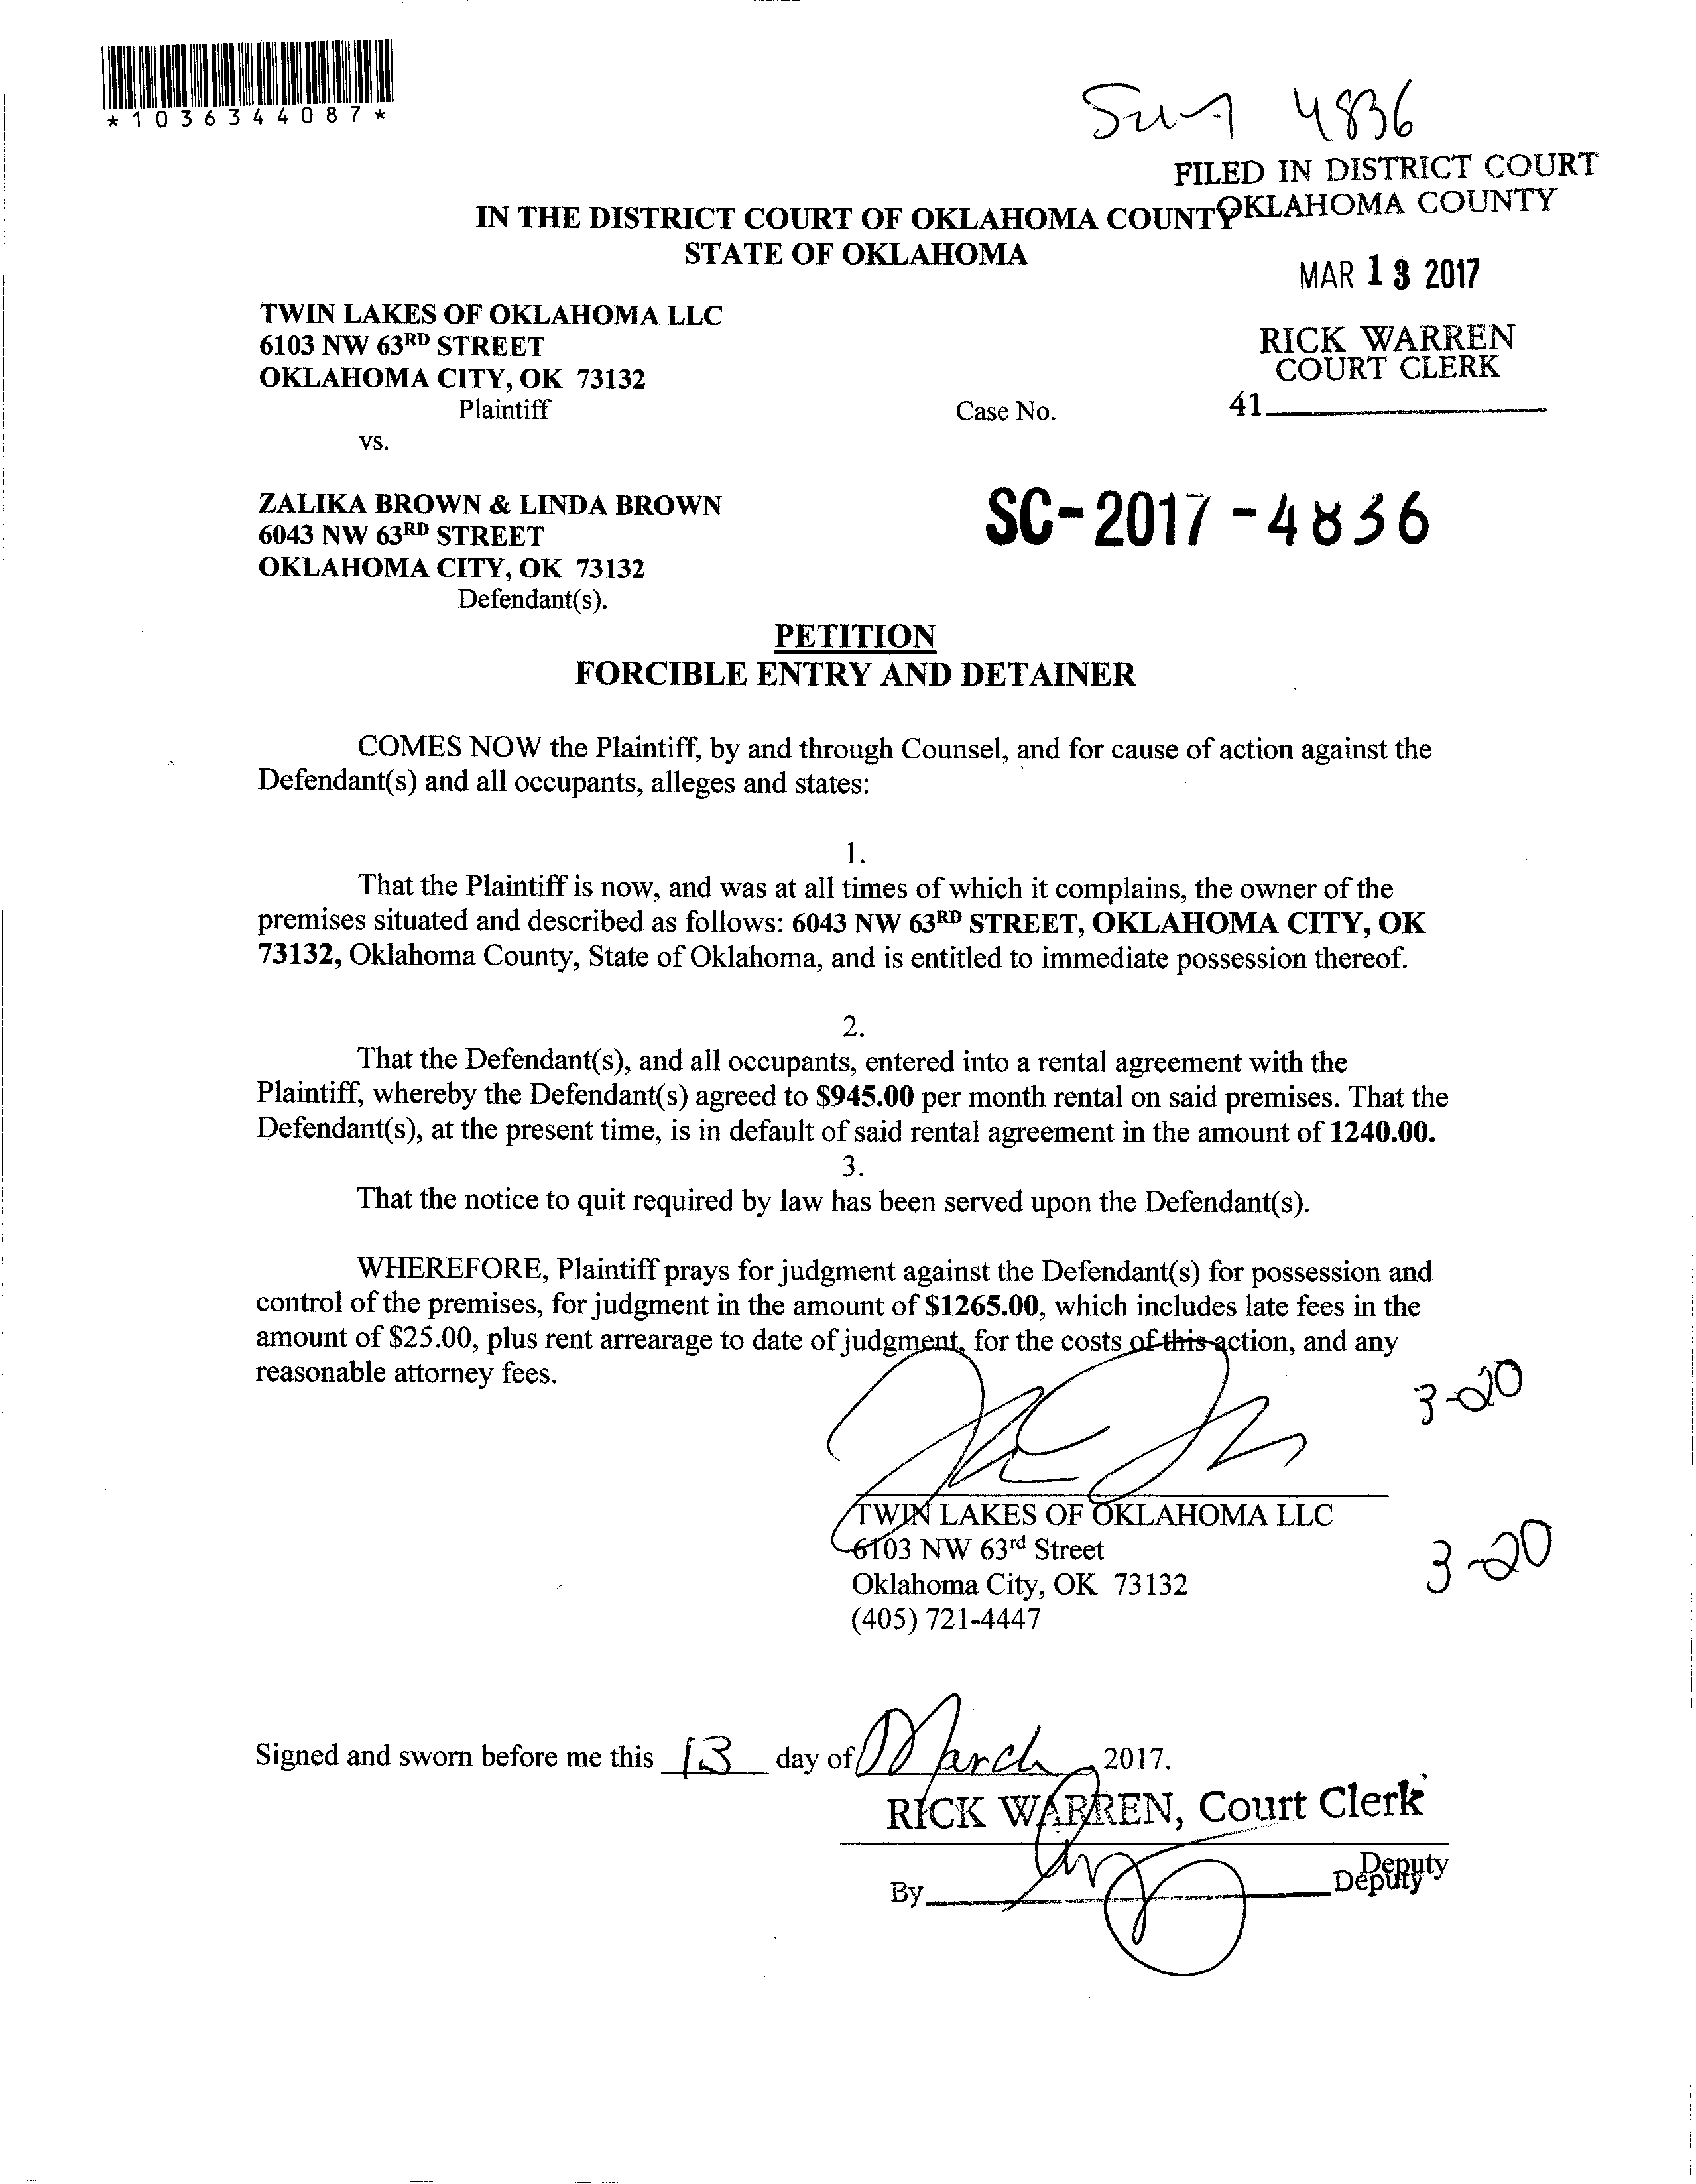 *1036344087*
4836
FILED IN DISTRICT COURT
OKLAHOMA COUNTY
IN THE DISTRICT COURT OF OKLAHOMA COUNTY
STATE OF OKLAHOMA
MAR 13 2017
TWIN LAKES OF OKLAHOMA LLC
6103 NW 63RD STREET
OKLAHOMA CITY, OK 73132
Plaintiff
RICK WARREN
COURT CLERK
Case No.
41
vs.
ZALIKA BROWN & LINDA BROWN
6043 NW 63RD STREET
OKLAHOMA CITY, OK 73132
Defendant(s).
SC-2017-4836
PETITION
FORCIBLE ENTRY AND DETAINER
COMES NOW the Plaintiff, by and through Counsel, and for cause of action against the
Defendant(s) and all occupants, alleges and states:
1.
That the Plaintiff is now, and was at all times of which it complains, the owner of the
premises situated and described as follows: 6043 NW 63RD STREET, OKLAHOMA CITY, OK
73132, Oklahoma County, State of Oklahoma, and is entitled to immediate possession thereof.
2.
That the Defendant(s), and all occupants, entered into a rental agreement with the
Plaintiff, whereby the Defendant(s) agreed to $945.00 per month rental on said premises. That the
Defendant(s), at the present time, is in default of said rental agreement in the amount of 1240.00.
3.
That the notice to quit required by law has been served upon the Defendant(s).
WHEREFORE, Plaintiff prays for judgment against the Defendant(s) for possession and
control of the premises, for judgment in the amount of $1265.00, which includes late fees in the
amount of $25.00, plus rent arrearage to date of judgment, for the costs of this action, and any
reasonable attorney fees.
3-20
TWIN LAKES OF OKLAHOMA LLC
6103 NW 63rd Street
Oklahoma City, OK 73132
(405) 721-4447
3-20
Signed and sworn before me this 13 day of March, 2017.
RICK WARREN, Court Clerk
Deputy
By Deputy